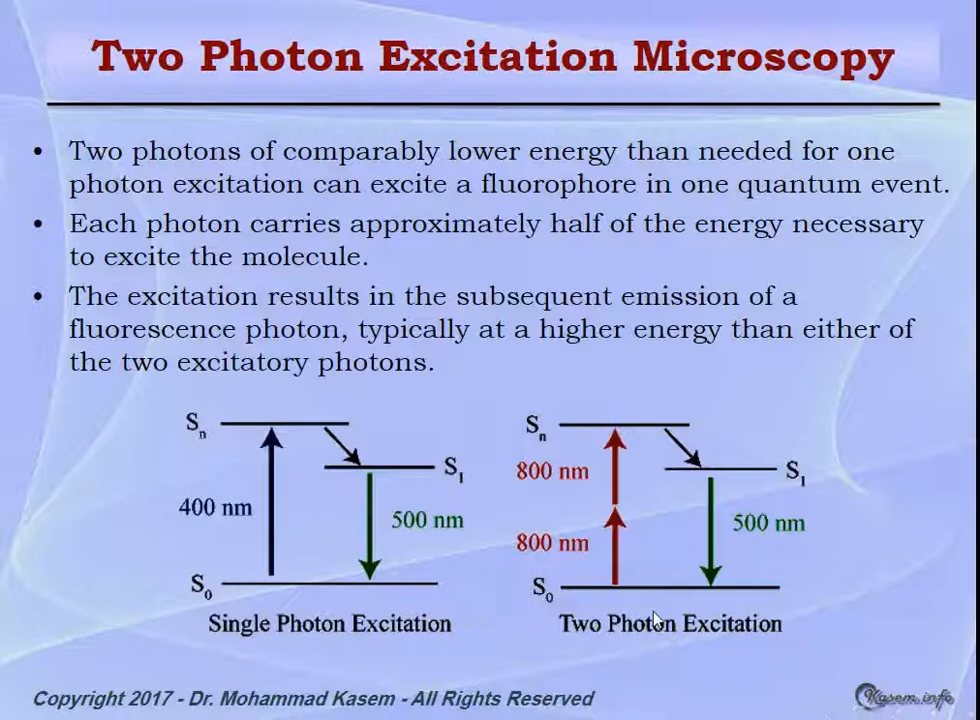 Two Photon Excitation Microscopy
• Two photons of comparably lower energy than needed for one
photon excitation can excite a fluorophore in one quantum event.
• Each photon carries approximately half of the energy necessary
to excite the molecule.
• The excitation results in the subsequent emission of a
fluorescence photon, typically at a higher energy than either of
the two excitatory photons.
Sn
S1
400 nm
500 nm
S0
Single Photon Excitation
Sn
800 nm
S1
800 nm
500 nm
S0
Two Photon Excitation
Copyright 2017 - Dr. Mohammad Kasem - All Rights Reserved
Kasem.info